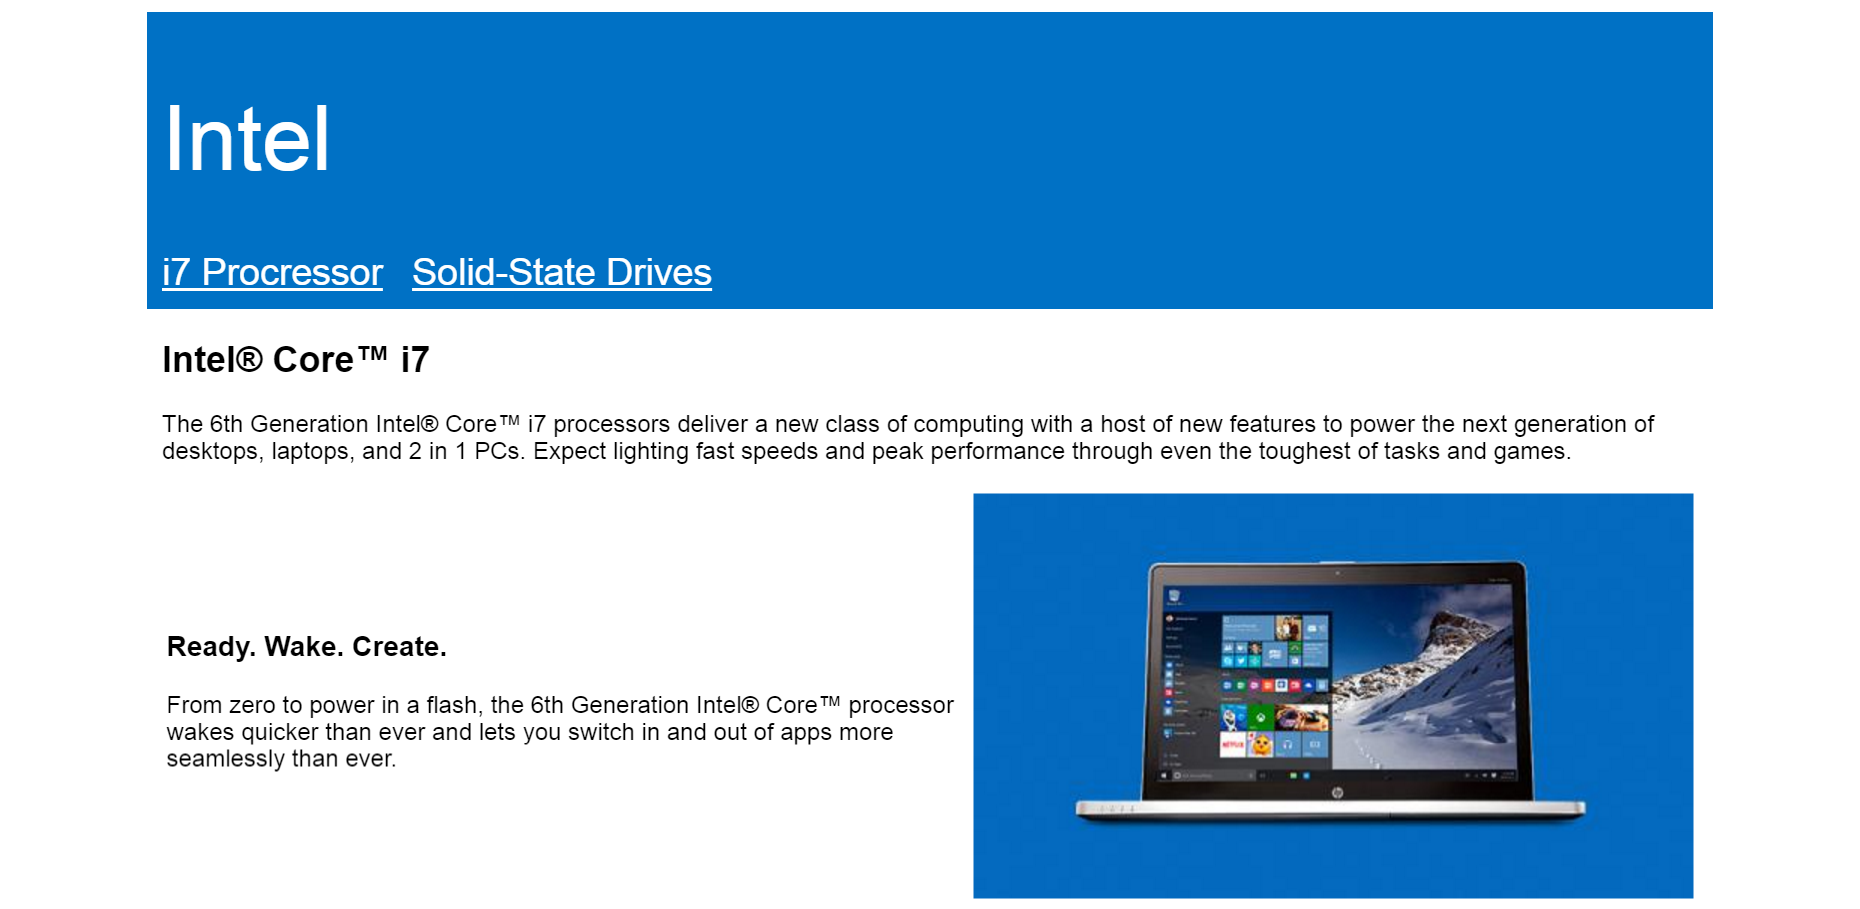 Intel
i7 Procressor Solid-State Drives
Intel® Core™ i7
The 6th Generation Intel® Core™ i7 processors deliver a new class of computing with a host of new features to power the next generation of
desktops, laptops, and 2 in 1 PCs. Expect lighting fast speeds and peak performance through even the toughest of tasks and games.
Ready. Wake. Create.
From zero to power in a flash, the 6th Generation Intel® Core™ processor
wakes quicker than ever and lets you switch in and out of apps more
seamlessly than ever.
NETFLIX
hp